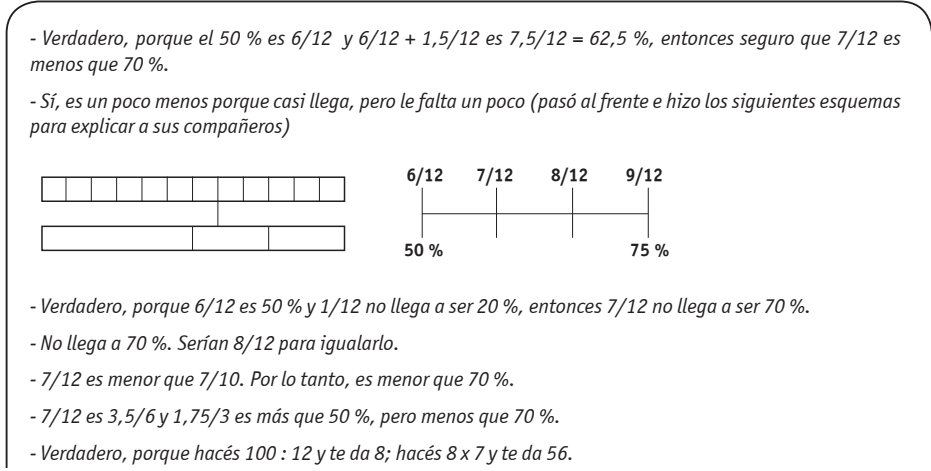 - Verdadero, porque el 50 % es 6/12 y 6/12 + 1,5/12 es 7,5/12 = 62,5 %, entonces seguro que 7/12 es
menos que 70 %.
- Sí, es un poco menos porque casi llega, pero le falta un poco (pasó al frente e hizo los siguientes esquemas
para explicar a sus compañeros)
6/12 7/12 8/12 9/12
50 % 75 %
- Verdadero, porque 6/12 es 50 % y 1/12 no llega a ser 20 %, entonces 7/12 no llega a ser 70 %.
- No llega a 70 %. Serían 8/12 para igualarlo.
- 7/12 es menor que 7/10. Por lo tanto, es menor que 70 %.
- 7/12 es 3,5/6 y 1,75/3 es más que 50 %, pero menos que 70 %.
- Verdadero, porque hacés 100 : 12 y te da 8; hacés 8 x 7 y te da 56.